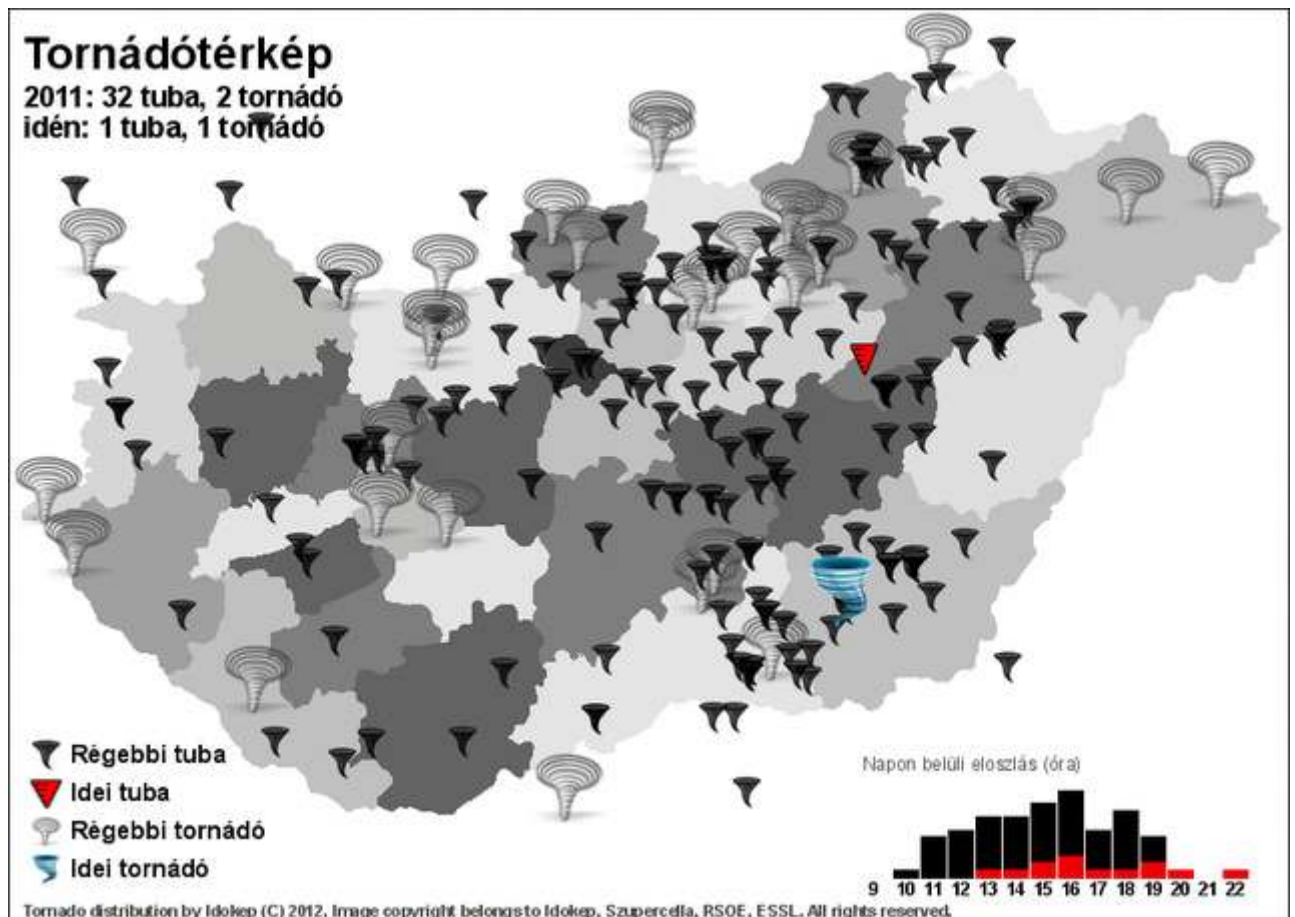 Tornádótérkép
2011: 32 tuba, 2 tornádó
idén: 1 tuba, 1 tornádó
Régebbi tuba
Idei tuba
Régebbi tornádó
Idei tornádó
Napon belüli eloszlás (óra)
9 10 11 12 13 14 15 16 17 18 19 20 21 22
Tornado distribution by Idokep (C) 2012. Image copyright belongs to Idokep, Szupercella, RSOE, ESSL. All rights reserved.